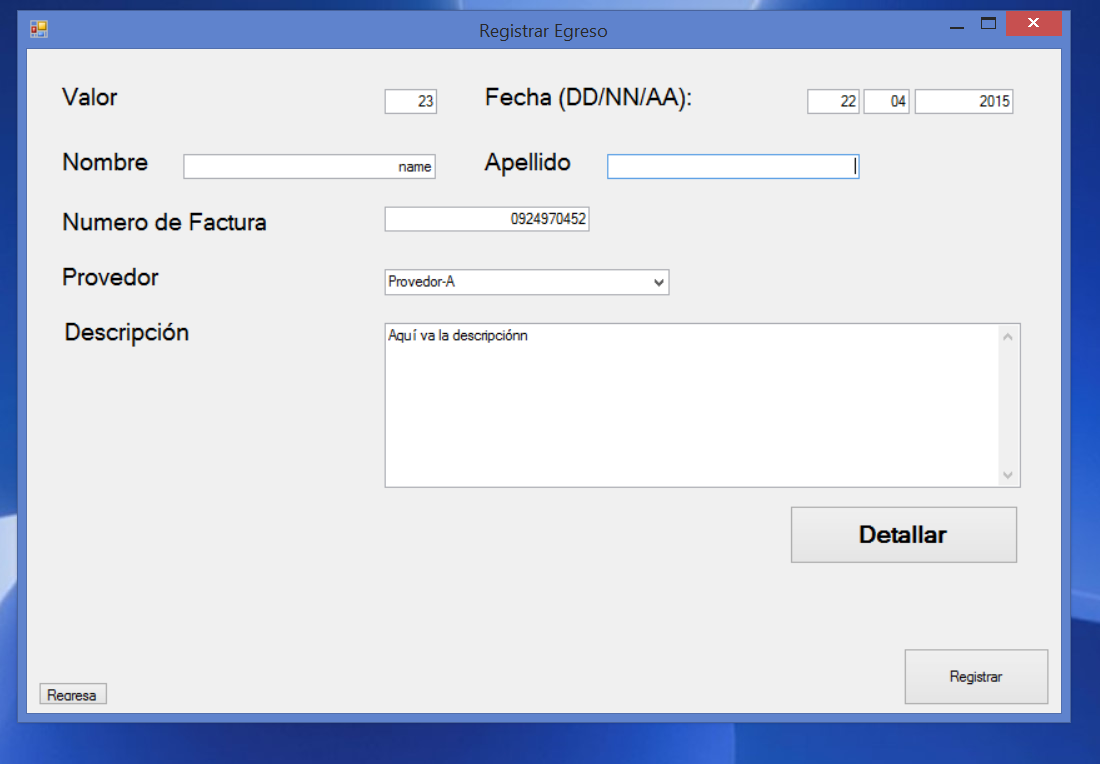 Registrar Egreso
Valor 23 Fecha (DD/NN/AA): 22 04 2015
Nombre name Apellido
Numero de Factura 0924970452
Provedor Provedor-A
Descripción Aquí va la descripciónn
Detallar
Registrar
Regresa